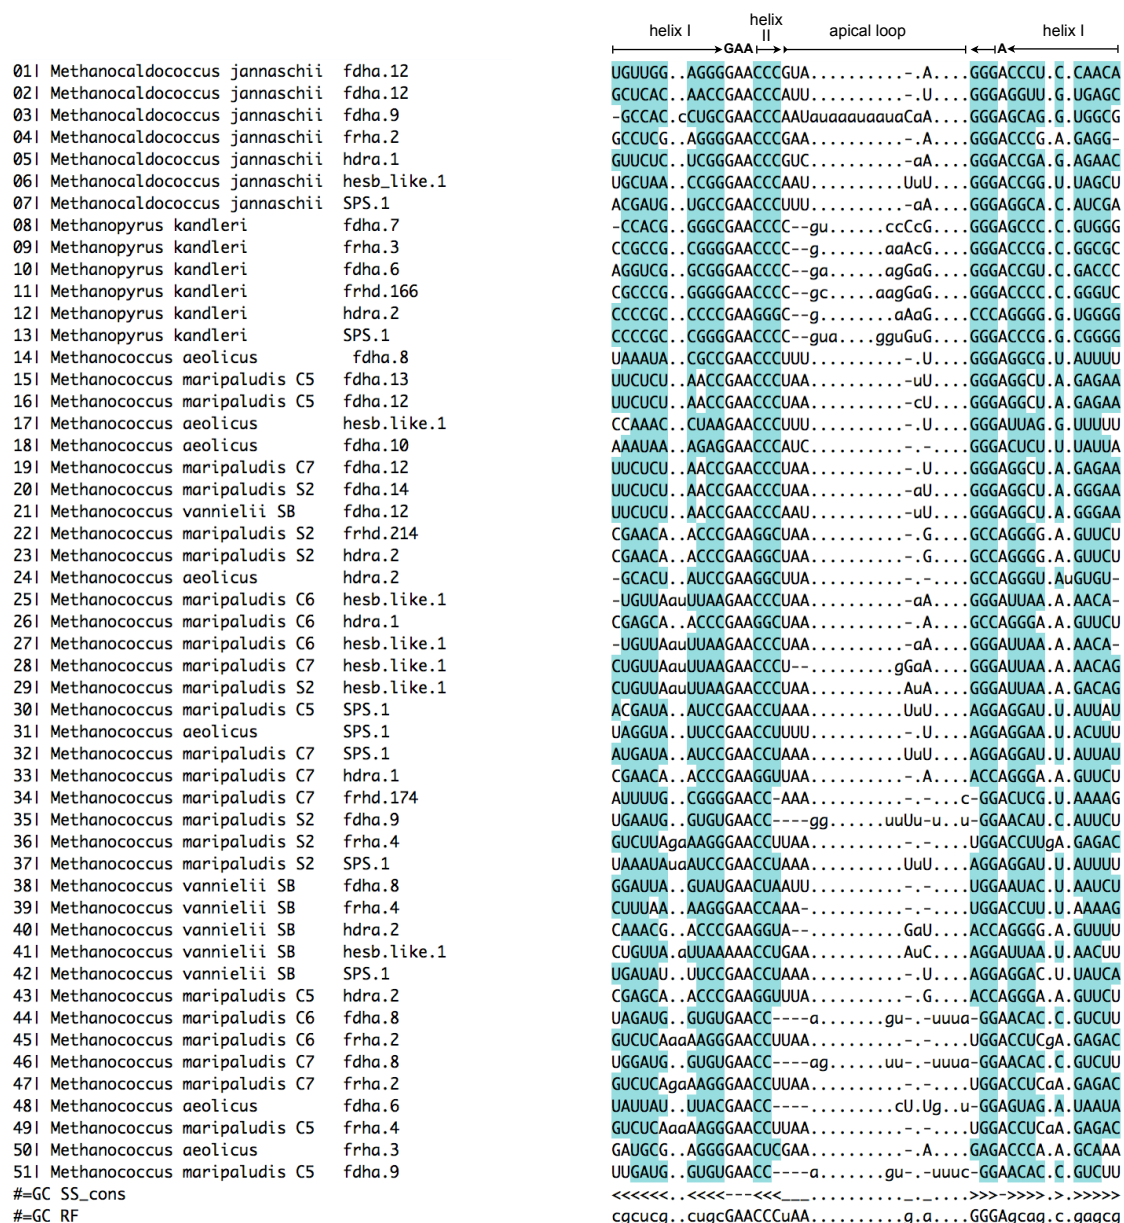 helix I helix II apical loop helix I
GAA A
01| Methanocaldococcus jannaschii fdha.12 UGUUGG..AGGGGAACCCGUA..........-.A....GGGACCCU.C.CAACA
02| Methanocaldococcus jannaschii fdha.12 GCUCAC..AACCGAACCCAUU..........-.U....GGGAGGUU.G.UGAGC
03| Methanocaldococcus jannaschii fdha.9 -GCCAC.cCUGCGAACCCAAUauaauaauaCaA....GGGAGCAG.G.GUGGCG
04| Methanocaldococcus jannaschii frha.2 GCCUCG..AGGGGAACCCGAA..........-.A....GGGACCCG.A.GAGG-
05| Methanocaldococcus jannaschii hdra.1 GUUCUC..UCGGGAACCCGUC..........-aA....GGGACCGA.G.AGAAC
06| Methanocaldococcus jannaschii hesb_like.1 UGCUAA..CCGGGAACCCAAU..........UuU....GGGACCGG.U.UAGCU
07| Methanocaldococcus jannaschii SPS.1 ACGAUG..UGCCGAACCCUUU..........-aA....GGGAGGCA.C.AUCGA
08| Methanopyrus kandleri fdha.7 -CCACG..GGGCGAACCCC--gu......ccCcG....GGGAGCCC.G.GUGGG
09| Methanopyrus kandleri frha.3 CCGCCG..CGGGGAACCCC--g.......aaAcG....GGGACCCG.C.GGCGC
10| Methanopyrus kandleri fdha.6 AGGUCG..GCGGGAACCCC--ga......agGaG....GGGACCGU.C.GACCC
11| Methanopyrus kandleri frhd.166 CGCCCG..GGGGGAACCCC--gc.....aagGaG....GGGACCCC.C.GGGUC
12| Methanopyrus kandleri hdra.2 CCCCGC..CCCCCGAAGGGC--g........aAaG....CCCAGGGG.G.UGGGG
13| Methanopyrus kandleri SPS.1 CCCCGC..CGGGGAACCCC--gua....gguGuG....GGGACCCG.G.CGGGG
14| Methanococcus aeolicus fdha.8 UAAAUA..CGCCGAACCCUUU..........-.U....GGGAGGCG.U.AUUUU
15| Methanococcus maripaludis C5 fdha.13 UUCUCU..AACCGAACCCUAA..........-uU....GGGAGGCU.A.GAGAA
16| Methanococcus maripaludis C5 fdha.12 UUCUCU..AACCGAACCCUAA..........-cU....GGGAGGCU.A.GAGAA
17| Methanococcus aeolicus hesb.like.1 CCAAAC..CUAAGAACCCUUU..........-.U....GGGAUUAG.G.UUUUU
18| Methanococcus aeolicus fdha.10 AAAUAA..AGAGGAACCCAUC..........-.-....GGGACUCU.U.UAUUA
19| Methanococcus maripaludis C7 fdha.12 UUCUCU..AACCGAACCCUAA..........-.U....GGGAGGCU.A.GAGAA
20| Methanococcus maripaludis S2 fdha.14 UUCUCU..AACCGAACCCUAA..........-aU....GGGAGGCU.A.GGGAA
21| Methanococcus vannielii SB fdha.12 UUCUCU..AACCGAACCCAAU..........-uU....GGGAGGCU.A.GGGAA
22| Methanococcus maripaludis S2 frhd.214 CGAACA..ACCCGAAGGCUAA..........-.G....GCCAGGGG.A.GUUCU
23| Methanococcus maripaludis S2 hdra.2 CGAACA..ACCCGAAGGCUAA..........-.G....GCCAGGGG.A.GUUCU
24| Methanococcus aeolicus hdra.2 -GCACU..AUCCGAAGGCUUA..........-.-....GCCAGGGU.AuGUGU-
25| Methanococcus maripaludis C6 hesb.like.1 -UGUUAauUUAAGAACCCUAA..........-aA....GGGAUUAA.A.AACA-
26| Methanococcus maripaludis C6 hdra.1 CGAGCA..ACCCGAAGGCUAA..........-.A....GCCAGGGA.A.GUUCU
27| Methanococcus maripaludis C6 hesb.like.1 -UGUUAauUUAAGAACCCUAA..........-aA....GGGAUUAA.A.AACA-
28| Methanococcus maripaludis C7 hesb.like.1 CUGUUAauUUAAGAACCCU--.........gGaA....GGGAUUAA.A.AACAG
29| Methanococcus maripaludis S2 hesb.like.1 CUGUUAauUUAAGAACCCUAA..........AuA....GGGAUUAA.A.GACAG
30| Methanococcus maripaludis C5 SPS.1 ACGAUA..AUCCGAACCUAAA..........UuU....AGGAGGAU.U.AUUAU
31| Methanococcus aeolicus SPS.1 UAGGUA..UUCCGAACCUUUU..........-.U....AGGAGGAA.U.ACUUU
32| Methanococcus maripaludis C7 SPS.1 AUGAUA..AUCCGAACCUAAA..........UuU....AGGAGGAU.U.AUUAU
33| Methanococcus maripaludis C7 hdra.1 CGAACA..ACCCGAAGGUUAA..........-.A....ACCAGGGA.A.GUUCU
34| Methanococcus maripaludis C7 frhd.174 AUUUUG..CGGGGAACC-AAA..........-.-...c-GGACUCG.U.AAAAG
35| Methanococcus maripaludis S2 fdha.9 UGAAUG..GUGUGAACC----gg......uuUu-u..u-GGAACAU.C.AUUCU
36| Methanococcus maripaludis S2 frha.4 GUCUUAgaAAGGGAACCUUAA..........-.-....UGGACCUUgA.GAGAC
37| Methanococcus maripaludis S2 SPS.1 UAAAUAuaAUCCGAACCUAAA..........UuU....AGGAGGAU.U.AUUUU
38| Methanococcus vannielii SB fdha.8 GGAUUA..GUAUGAACUAAUU..........-.-....UGGAAUAC.U.AAUCU
39| Methanococcus vannielii SB frha.4 CUUUAA..AAGGGAACCAAA-..........-.-....UGGACCUU.U.AAAAG
40| Methanococcus vannielii SB hdra.2 CAAACG..ACCCGAAGGUA--..........GaU....ACCAGGGG.A.GUUUU
41| Methanococcus vannielii SB hesb.like.1 CUGUUA.aUUAAAAACCUGAA..........AuC....AGGAUUAA.U.AACUU
42| Methanococcus vannielii SB SPS.1 UGAUAU..UUCCGAACCUAAA..........-.U....AGGAGGAC.U.UAUCA
43| Methanococcus maripaludis C5 hdra.2 CGAGCA..ACCCGAAGGUUUA..........-.G....ACCAGGGA.A.GUUCU
44| Methanococcus maripaludis C6 fdha.8 UAGAUG..GUGUGAACC----a.......gu-.-uuua-GGAACAC.C.GUCUU
45| Methanococcus maripaludis C6 frha.2 GUCUCAaaAAGGGAACCUUAA..........-.-....UGGACCUCgA.GAGAC
46| Methanococcus maripaludis C7 fdha.8 UGGAUG..GUGUGAACC----ag......uu-.-uuua-GGAACAC.C.GUCUU
47| Methanococcus maripaludis C7 frha.2 GUCUCAgaAAGGGAACCUUAA..........-.-....UGGACCUCaA.GAGAC
48| Methanococcus aeolicus fdha.6 UAUUAU..UUACGAACC----.........cU.Ug..u-GGAGUAG.A.UAAUA
49| Methanococcus maripaludis C5 frha.4 GUCUCAaaAAGGGAACCUUAA..........-.-....UGGACCUCaA.GAGAC
50| Methanococcus aeolicus frha.3 GAUGCG..AGGGGAACUCGAA..........-.A....GAGACCCA.A.GCAAA
51| Methanococcus maripaludis C5 fdha.9 UUGAUG..GUGUGAACC----a.......gu-.-uuuc-GGAACAC.C.GUCUU
#=GC SS_cons <<<<<<..<<<<---<<<___.........._._....>>>->>>>.>.>>>>>
#=GC RF cgcucg..cugcGAACCCuAA..........g.a....GGGAgcag.c.gagcg